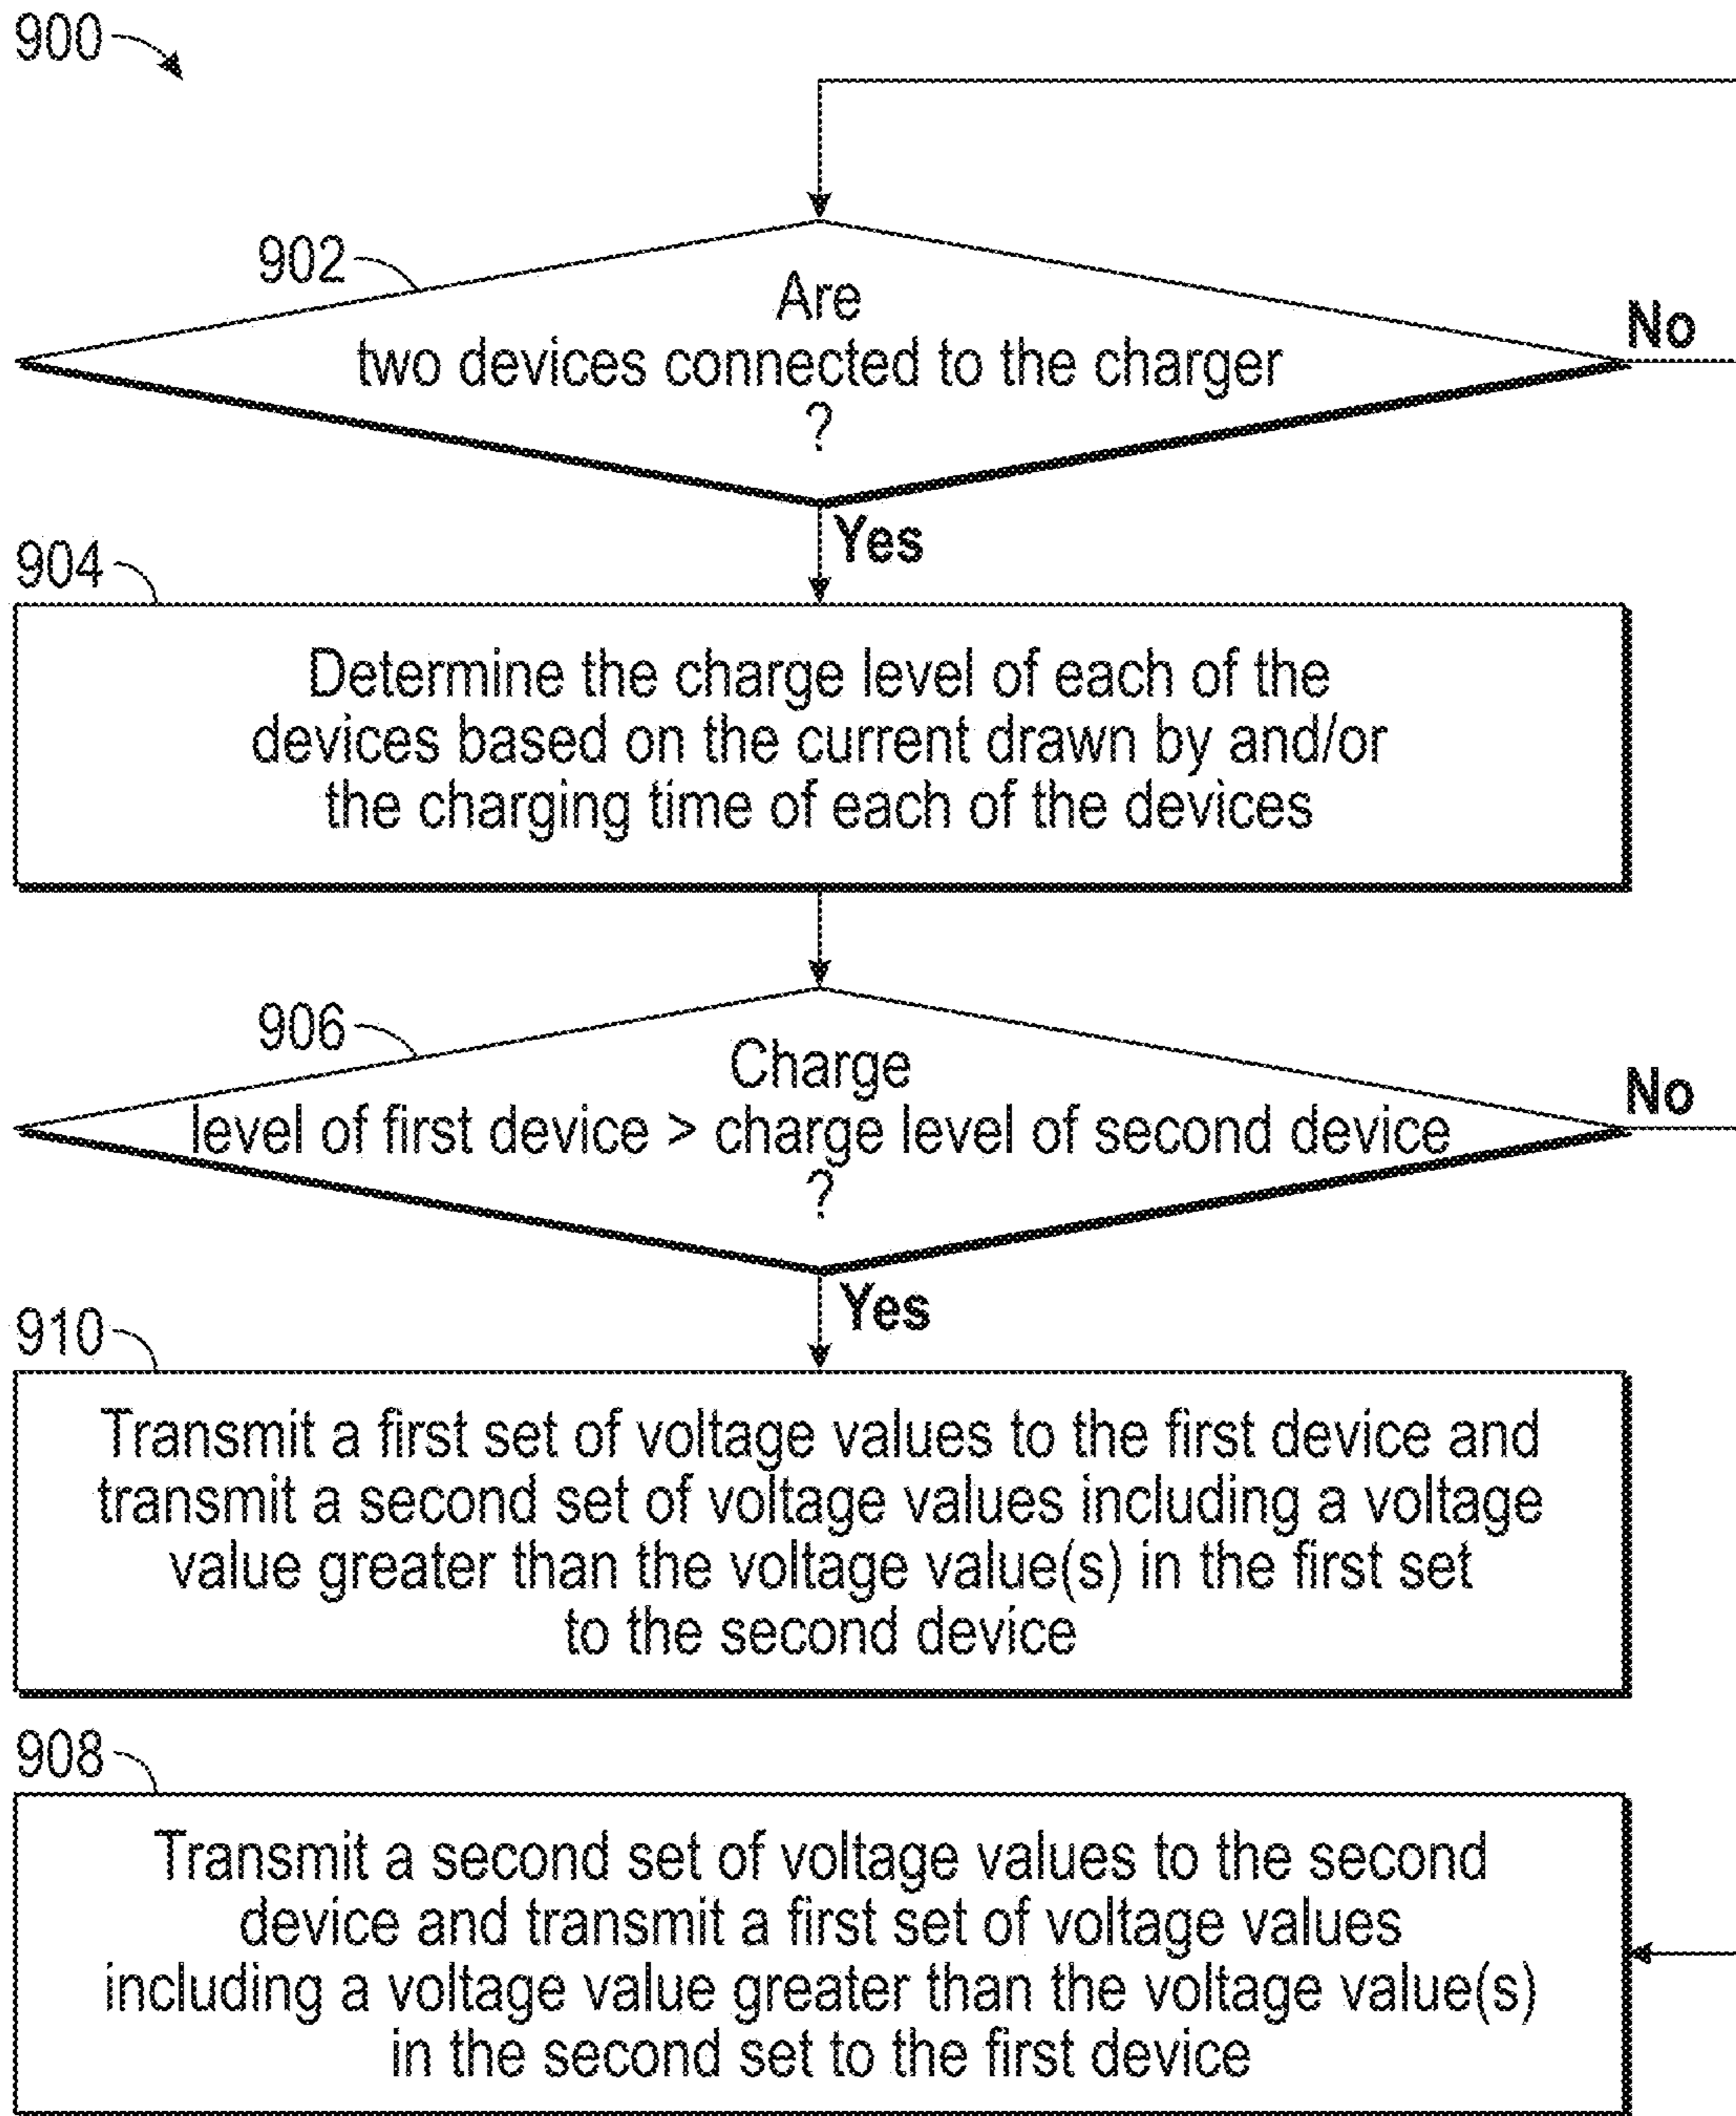 900
902
Are
two devices connected to the charger
?
No
Yes
904
Determine the charge level of each of the
devices based on the current drawn by and/or
the charging time of each of the devices
906
Charge
level of first device > charge level of second device
?
No
Yes
910
Transmit a first set of voltage values to the first device and
transmit a second set of voltage values including a voltage
value greater than the voltage value(s) in the first set
to the second device
908
Transmit a second set of voltage values to the second
device and transmit a first set of voltage values
including a voltage value greater than the voltage value(s)
in the second set to the first device